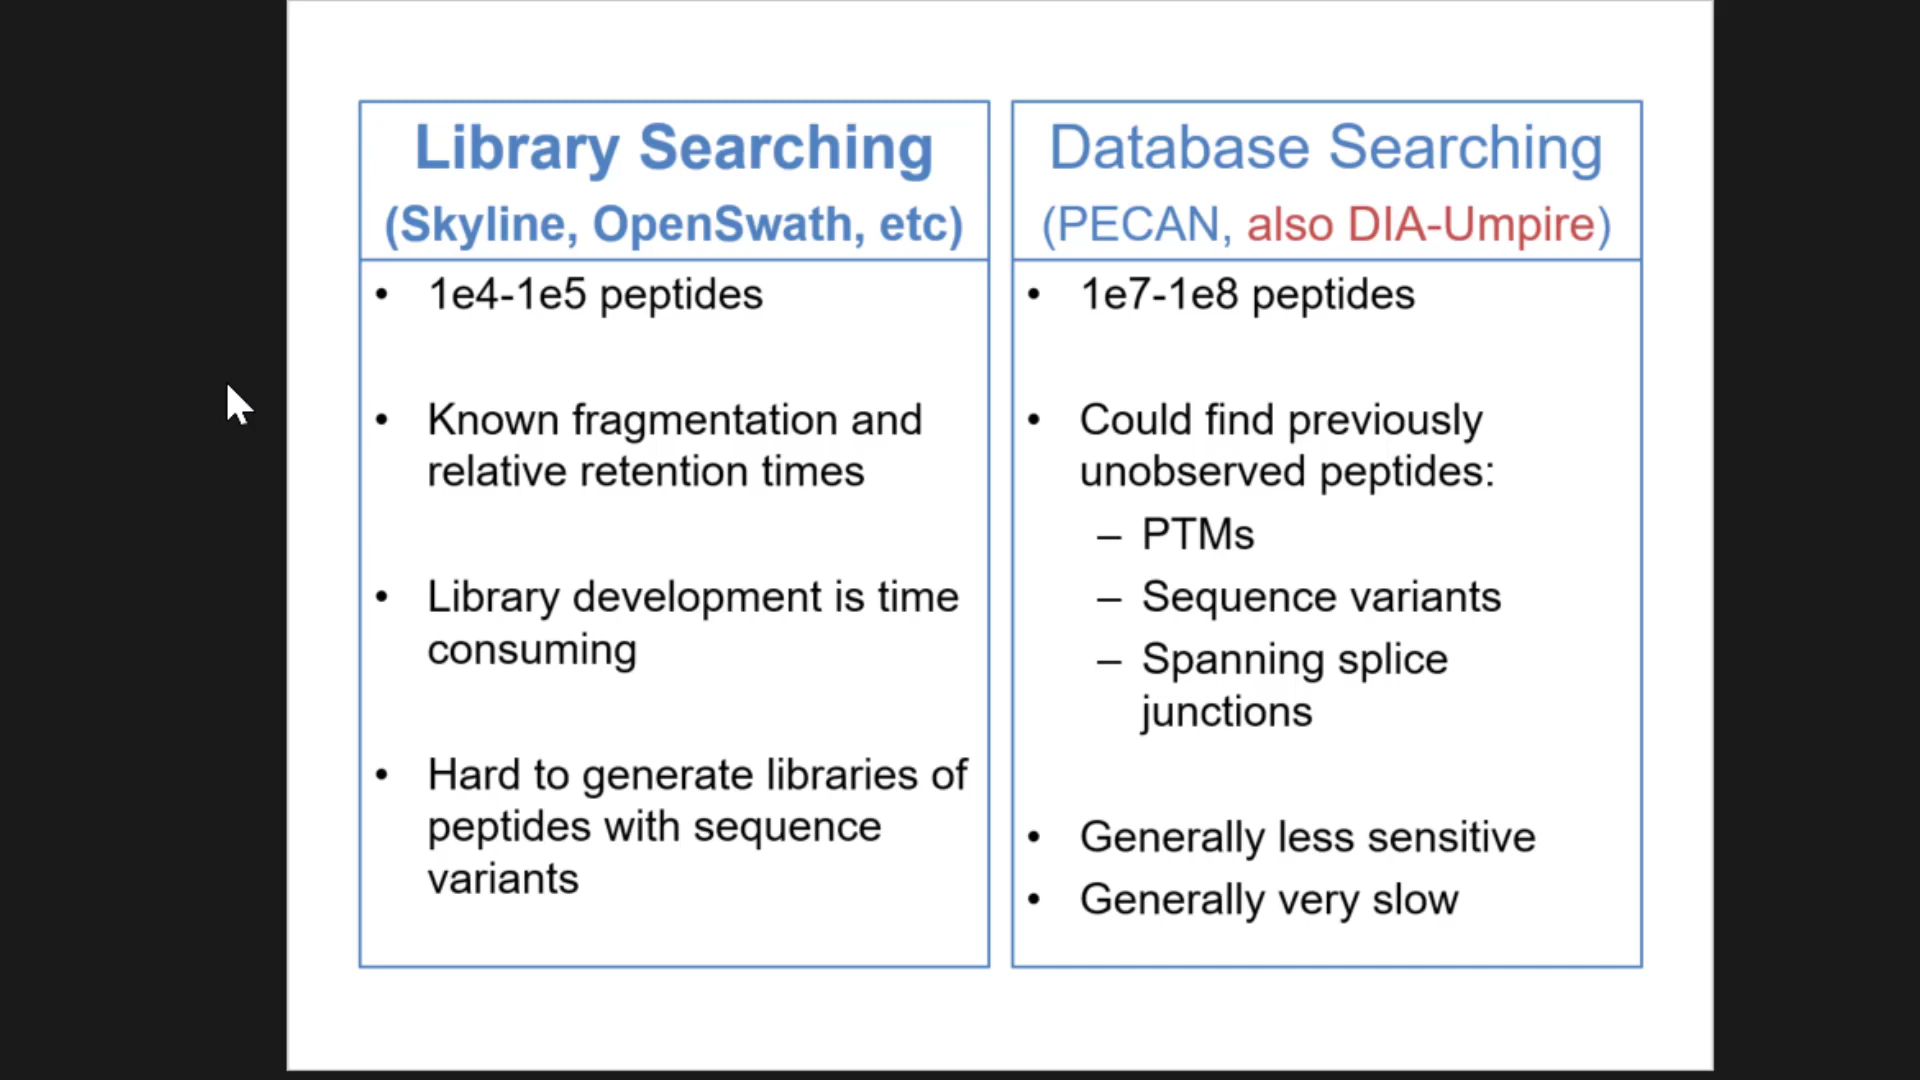 Library Searching
(Skyline, OpenSwath, etc)
• 1e4-1e5 peptides
• Known fragmentation and
relative retention times
• Library development is time
consuming
• Hard to generate libraries of
peptides with sequence
variants
Database Searching
(PECAN, also DIA-Umpire)
• 1e7-1e8 peptides
• Could find previously
unobserved peptides:
– PTMs
– Sequence variants
– Spanning splice
junctions
• Generally less sensitive
• Generally very slow